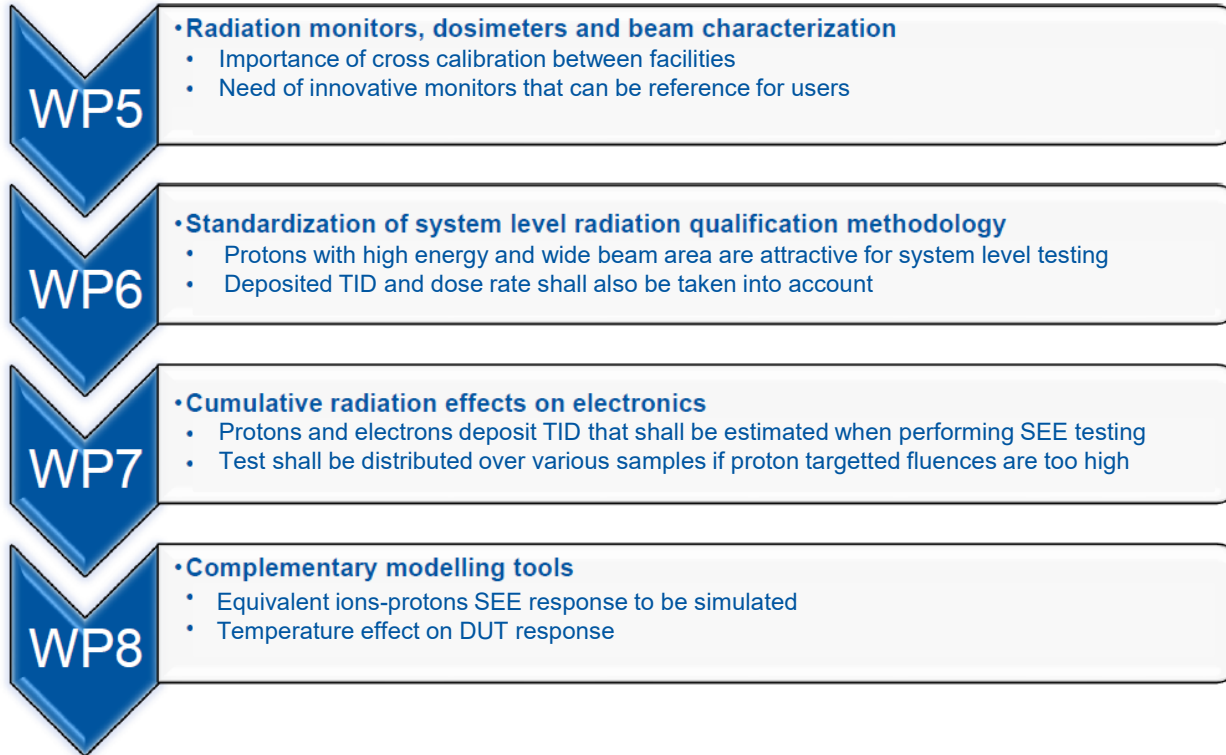 WP5
•Radiation monitors, dosimeters and beam characterization
• Importance of cross calibration between facilities
• Need of innovative monitors that can be reference for users
WP6
•Standardization of system level radiation qualification methodology
• Protons with high energy and wide beam area are attractive for system level testing
• Deposited TID and dose rate shall also be taken into account
WP7
•Cumulative radiation effects on electronics
• Protons and electrons deposit TID that shall be estimated when performing SEE testing
• Test shall be distributed over various samples if proton targetted fluences are too high
WP8
•Complementary modelling tools
• Equivalent ions-protons SEE response to be simulated
• Temperature effect on DUT response